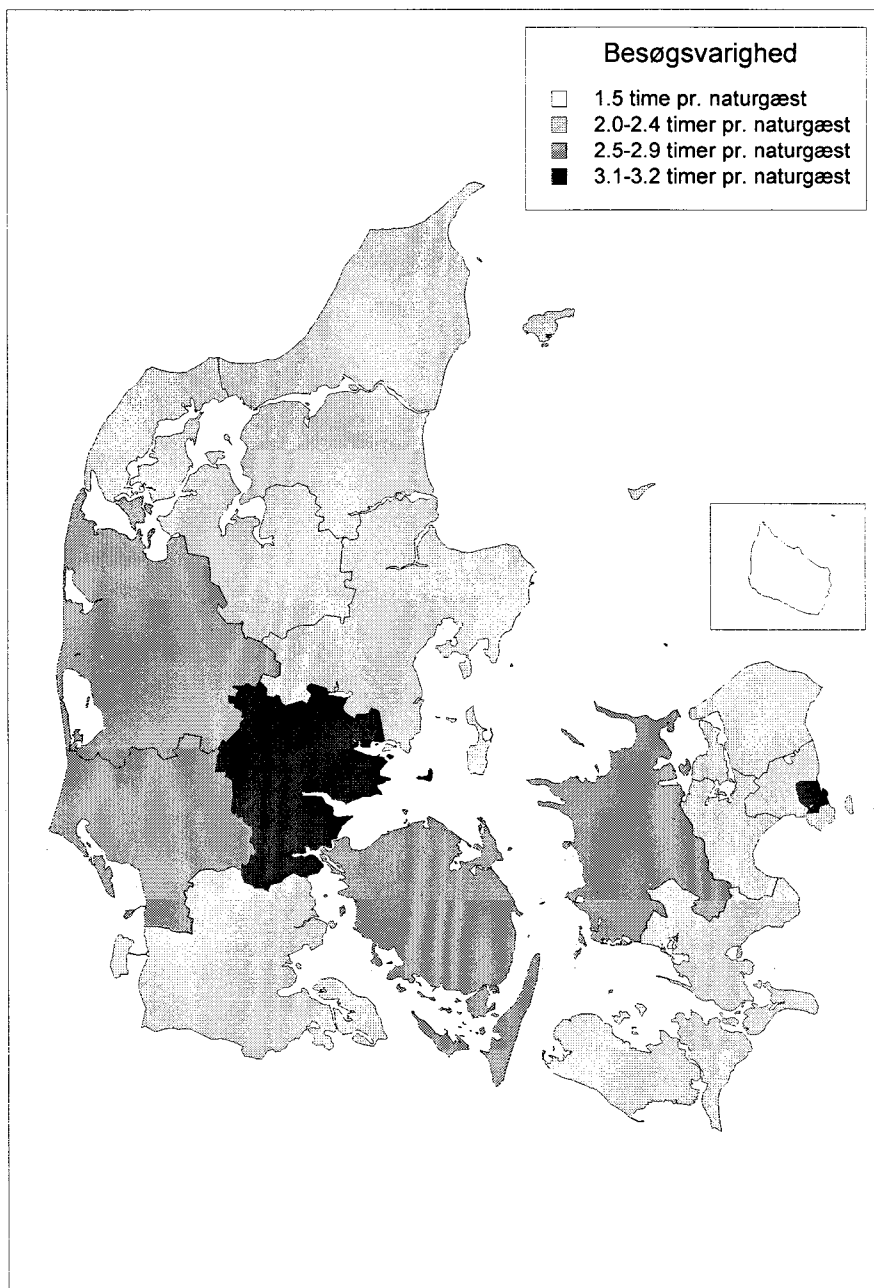 Besøgsvarighed
1.5 time pr. naturgæst
2.0-2.4 timer pr. naturgæst
2.5-2.9 timer pr. naturgæst
3.1-3.2 timer pr. naturgæst